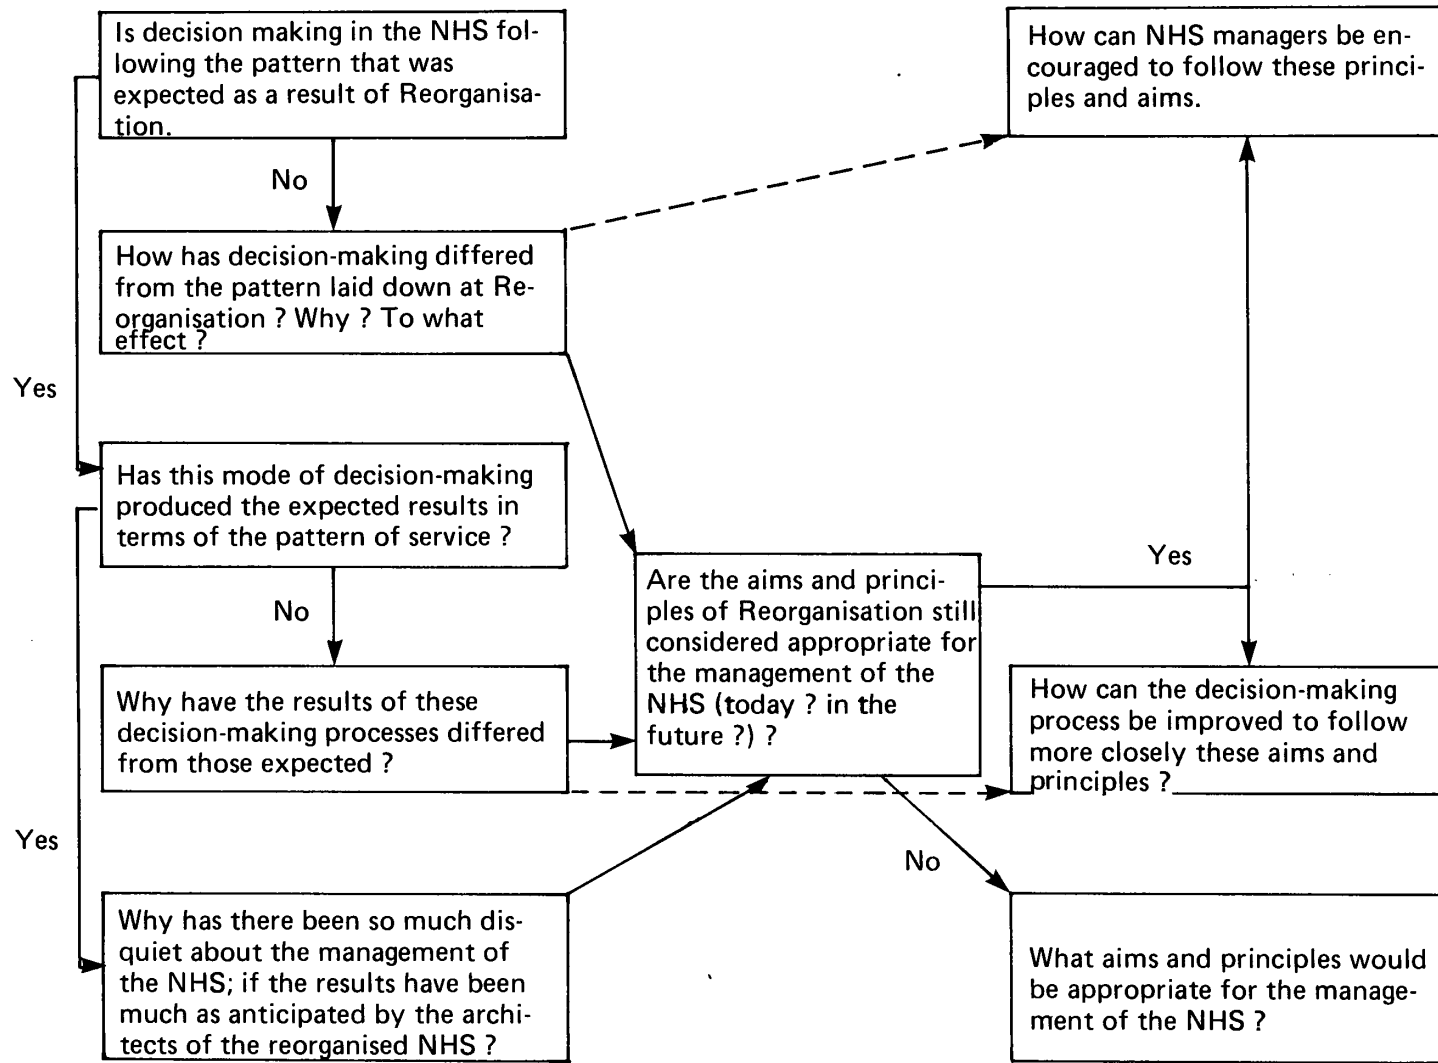 Is decision making in the NHS fol-
lowing the pattern that was
expected as a result of Reorganisa-
tion.
No
How has decision-making differed
from the pattern laid down at Re-
organisation ? Why ? To what
effect ?
Yes
Has this mode of decision-making
produced the expected results in
terms of the pattern of service ?
No
Why have the results of these
decision-making processes differed
from those expected ?
Yes
Why has there been so much dis-
quiet about the management of
the NHS; if the results have been
much as anticipated by the archi-
tects of the reorganised NHS ?
Are the aims and princi-
ples of Reorganisation still
considered appropriate for
the management of the
NHS (today ? in the
future ?) ?
Yes
No
How can NHS managers be en-
couraged to follow these princi-
ples and aims.
How can the decision-making
process be improved to follow
more closely these aims and
principles ?
What aims and principles would
be appropriate for the manage-
ment of the NHS ?